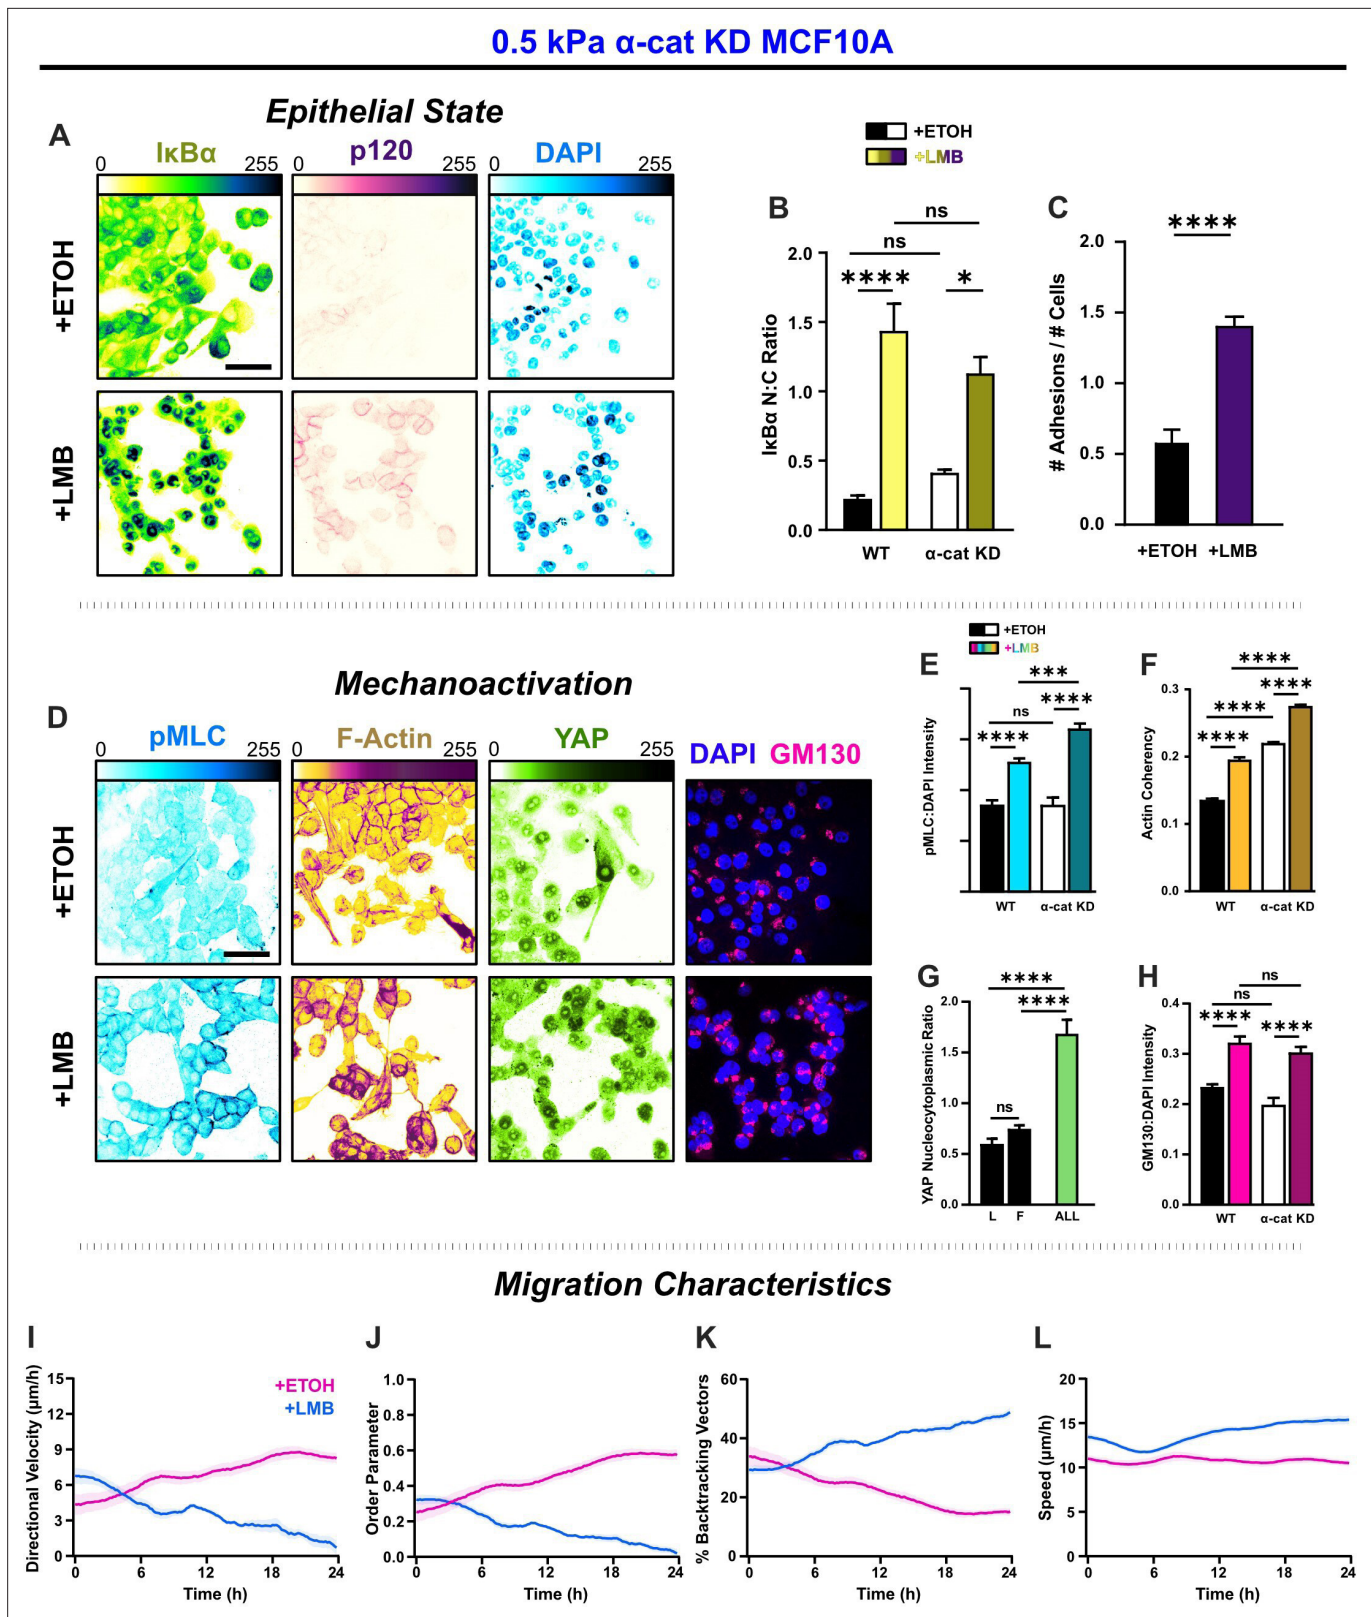 0.5 kPa α-cat KD MCF10A
Epithelial State
A
IκBα p120 DAPI
0 255 0 255 0 255
+ETOH
+LMB
+ETOH
+LMB
B
ns
ns
**** *
2.0
1.5
1.0
0.5
0.0
IκBα N:C Ratio
WT α-cat KD
C
****
2.0
1.5
1.0
0.5
0.0
# Adhesions / # Cells
+ETOH +LMB
Mechanoactivation
D
pMLC F-Actin YAP DAPI GM130
0 255 0 255 0 255
+ETOH
+LMB
+ETOH
+LMB
E
***
ns ****
****
pMLC:DAPI Intensity
WT α-cat KD
F
****
****
****
****
0.3
0.2
0.1
0.0
Actin Coherency
WT α-cat KD
G
****
****
ns
2.0
1.5
1.0
0.5
0.0
YAP Nucleocytoplasmic Ratio
L F ALL
H
ns
ns
****
****
0.4
0.3
0.2
0.1
0.0
GM130:DAPI Intensity
WT α-cat KD
Migration Characteristics
I
15
12
9
6
3
0
Directional Velocity (µm/h)
+ETOH
+LMB
0 6 12 18 24
Time (h)
J
1.0
0.8
0.6
0.4
0.2
0.0
Order Parameter
0 6 12 18 24
Time (h)
K
60
40
20
0
% Backtracking Vectors
0 6 12 18 24
Time (h)
L
20
15
10
5
0
Speed (µm/h)
0 6 12 18 24
Time (h)